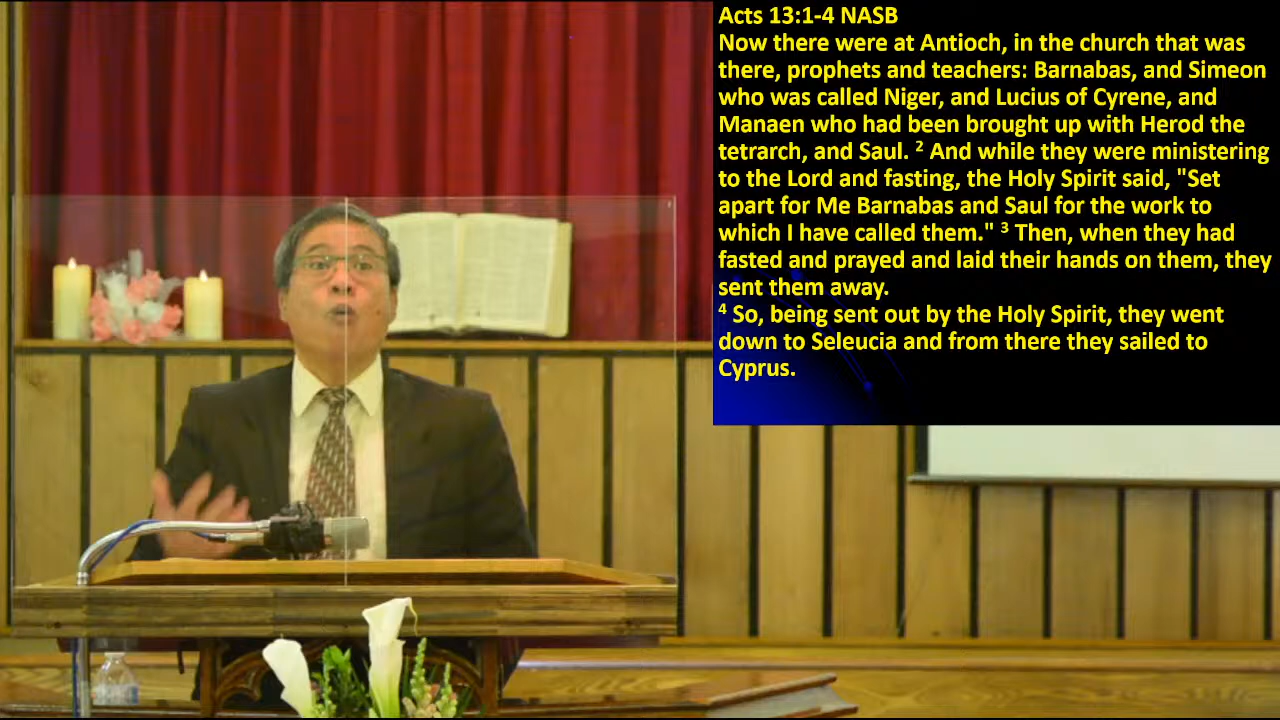 Acts 13:1-4 NASB
Now there were at Antioch, in the church that was
there, prophets and teachers: Barnabas, and Simeon
who was called Niger, and Lucius of Cyrene, and
Manaen who had been brought up with Herod the
tetrarch, and Saul. ² And while they were ministering
to the Lord and fasting, the Holy Spirit said, "Set
apart for Me Barnabas and Saul for the work to
which I have called them." ³ Then, when they had
fasted and prayed and laid their hands on them, they
sent them away.
⁴ So, being sent out by the Holy Spirit, they went
down to Seleucia and from there they sailed to
Cyprus.